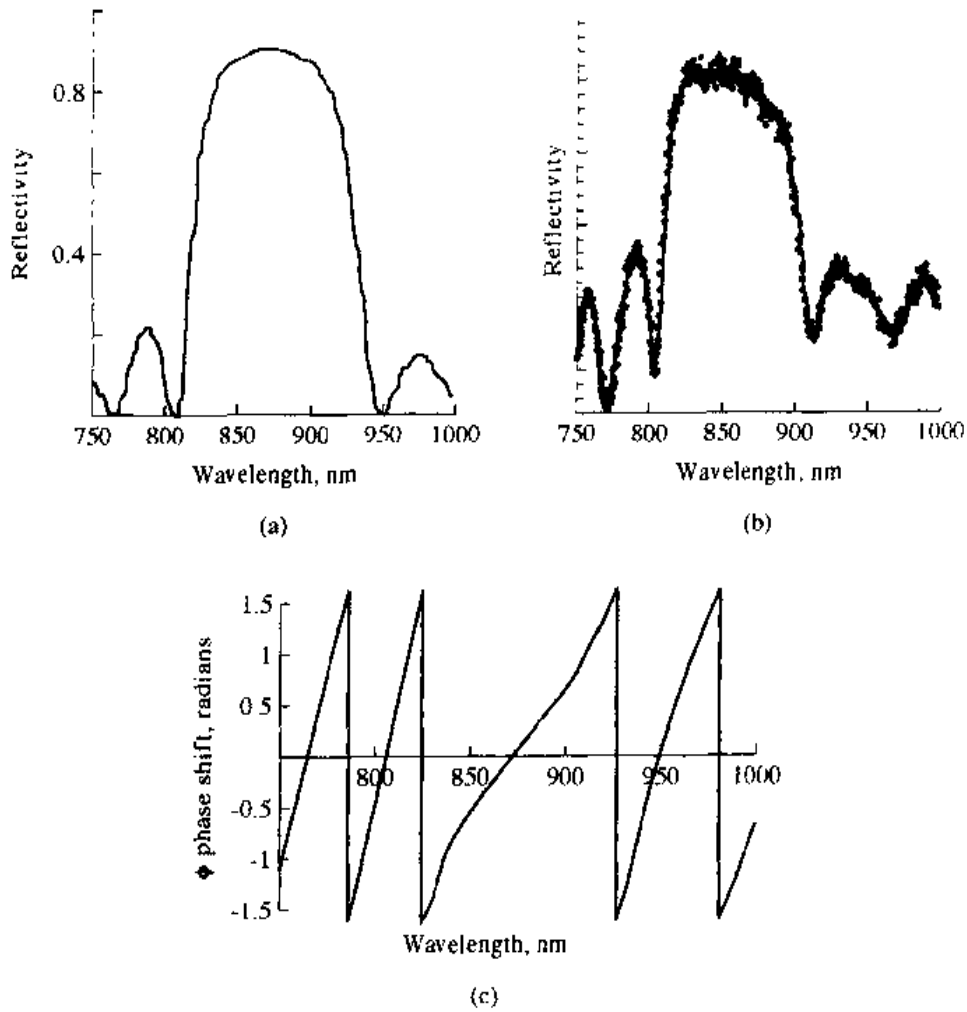 0.8
0.4
Reflectivity
750 800 850 900 950 1000
Wavelength, nm
(a)
Reflectivity
750 800 850 900 950 1000
Wavelength, nm
(b)
1.5
1
0.5
-0.5
-1
-1.5
Φ phase shift, radians
800 850 900 950 1000
Wavelength, nm
(c)